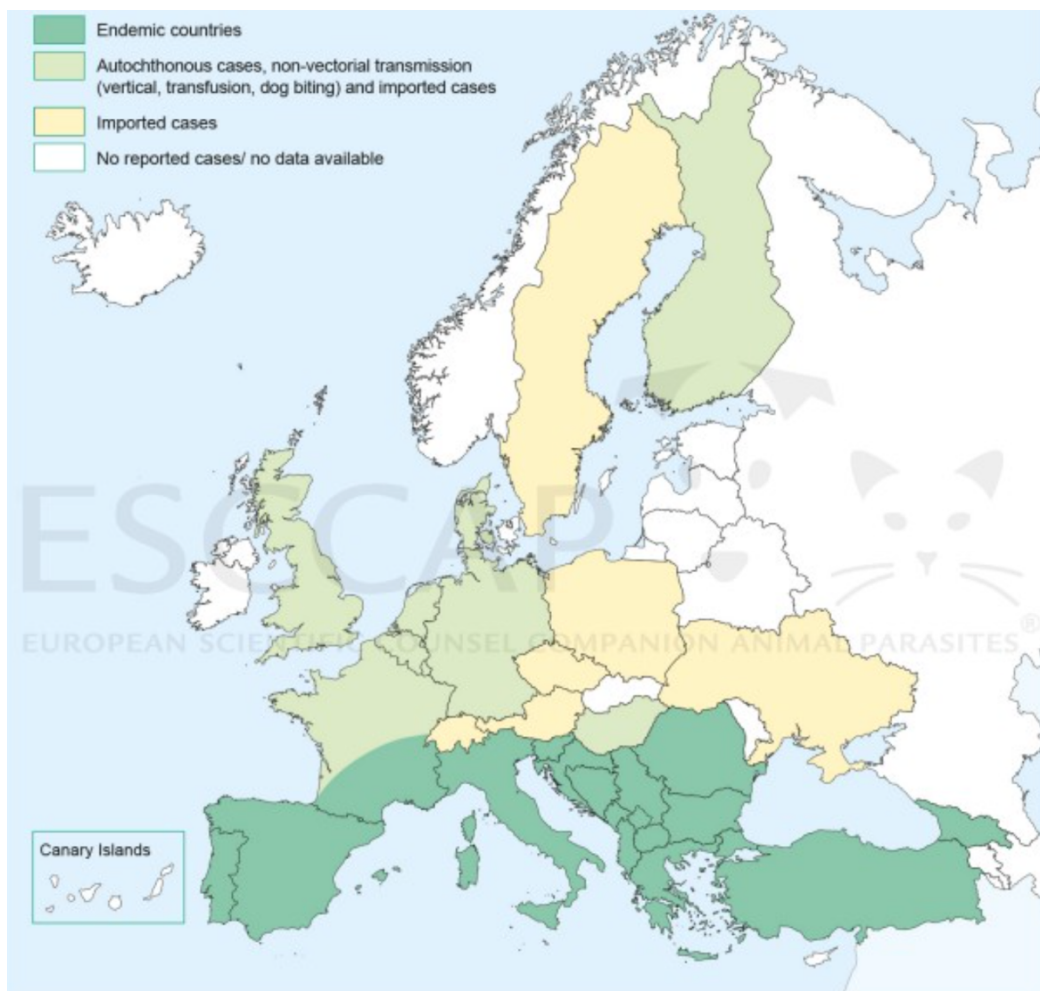 Endemic countries
Autochthonous cases, non-vectorial transmission
(vertical, transfusion, dog biting) and imported cases
Imported cases
No reported cases/ no data available
ESCCAP
EUROPEAN SCIENTIFIC COUNSEL COMPANION ANIMAL PARASITES®
Canary Islands